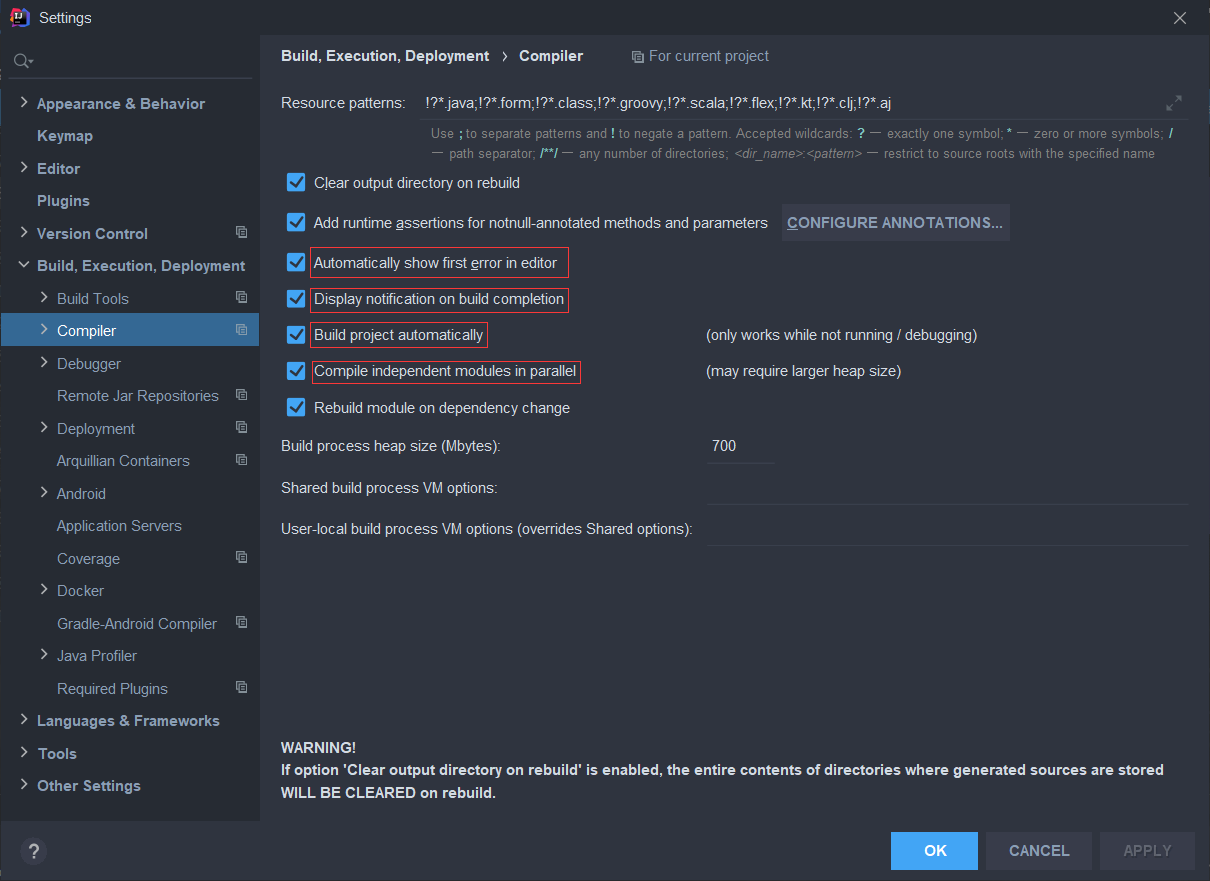 Settings
Appearance & Behavior
Keymap
Editor
Plugins
Version Control
Build, Execution, Deployment
Build Tools
Compiler
Debugger
Remote Jar Repositories
Deployment
Arquillian Containers
Android
Application Servers
Coverage
Docker
Gradle-Android Compiler
Java Profiler
Required Plugins
Languages & Frameworks
Tools
Other Settings
?
Build, Execution, Deployment › Compiler For current project
Resource patterns: !?*.java;!?*.form;!?*.class;!?*.groovy;!?*.scala;!?*.flex;!?*.kt;!?*.clj;!?*.aj
Use ; to separate patterns and ! to negate a pattern. Accepted wildcards: ? — exactly one symbol; * — zero or more symbols; /
— path separator; /**/ — any number of directories; <dir_name>:<pattern> — restrict to source roots with the specified name
Clear output directory on rebuild
Add runtime assertions for notnull-annotated methods and parameters CONFIGURE ANNOTATIONS...
Automatically show first error in editor
Display notification on build completion
Build project automatically (only works while not running / debugging)
Compile independent modules in parallel (may require larger heap size)
Rebuild module on dependency change
Build process heap size (Mbytes): 700
Shared build process VM options:
User-local build process VM options (overrides Shared options):
WARNING!
If option 'Clear output directory on rebuild' is enabled, the entire contents of directories where generated sources are stored
WILL BE CLEARED on rebuild.
OK CANCEL APPLY